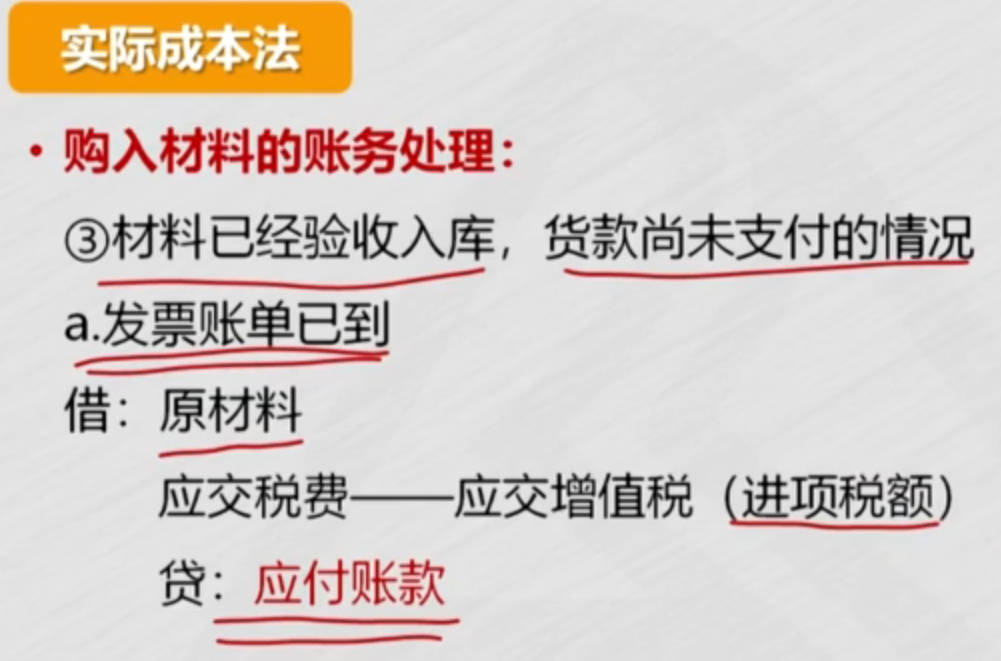 实际成本法
• 购入材料的账务处理：
③材料已经验收入库，货款尚未支付的情况
a.发票账单已到
借：原材料
应交税费——应交增值税（进项税额）
贷：应付账款